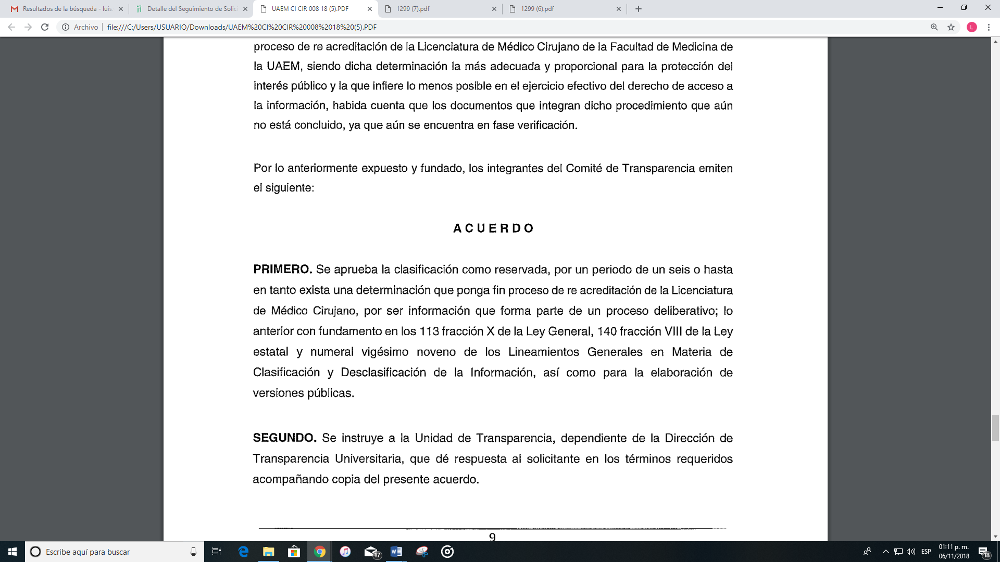 Resultados de la búsqueda - luis.
Detalle del Seguimiento de Solici
UAEM CI CIR 008 18 (5).PDF
1299 (7).pdf
1299 (6).pdf
Archivo
file:///C:/Users/USUARIO/Downloads/UAEM%20CI%20CIR%20008%2018%20(5).PDF
L
proceso de re acreditación de la Licenciatura de Médico Cirujano de la Facultad de Medicina de
la UAEM, siendo dicha determinación la más adecuada y proporcional para la protección del
interés público y la que infiere lo menos posible en el ejercicio efectivo del derecho de acceso a
la información, habida cuenta que los documentos que integran dicho procedimiento que aún
no está concluido, ya que aún se encuentra en fase verificación.
Por lo anteriormente expuesto y fundado, los integrantes del Comité de Transparencia emiten
el siguiente:
A C U E R D O
PRIMERO. Se aprueba la clasificación como reservada, por un periodo de un seis o hasta
en tanto exista una determinación que ponga fin proceso de re acreditación de la Licenciatura
de Médico Cirujano, por ser información que forma parte de un proceso deliberativo; lo
anterior con fundamento en los 113 fracción X de la Ley General, 140 fracción VIII de la Ley
estatal y numeral vigésimo noveno de los Lineamientos Generales en Materia de
Clasificación y Desclasificación de la Información, así como para la elaboración de
versiones públicas.
SEGUNDO. Se instruye a la Unidad de Transparencia, dependiente de la Dirección de
Transparencia Universitaria, que dé respuesta al solicitante en los términos requeridos
acompañando copia del presente acuerdo.
9
Escribe aquí para buscar
17
ESP
01:11 p. m.
06/11/2018
18